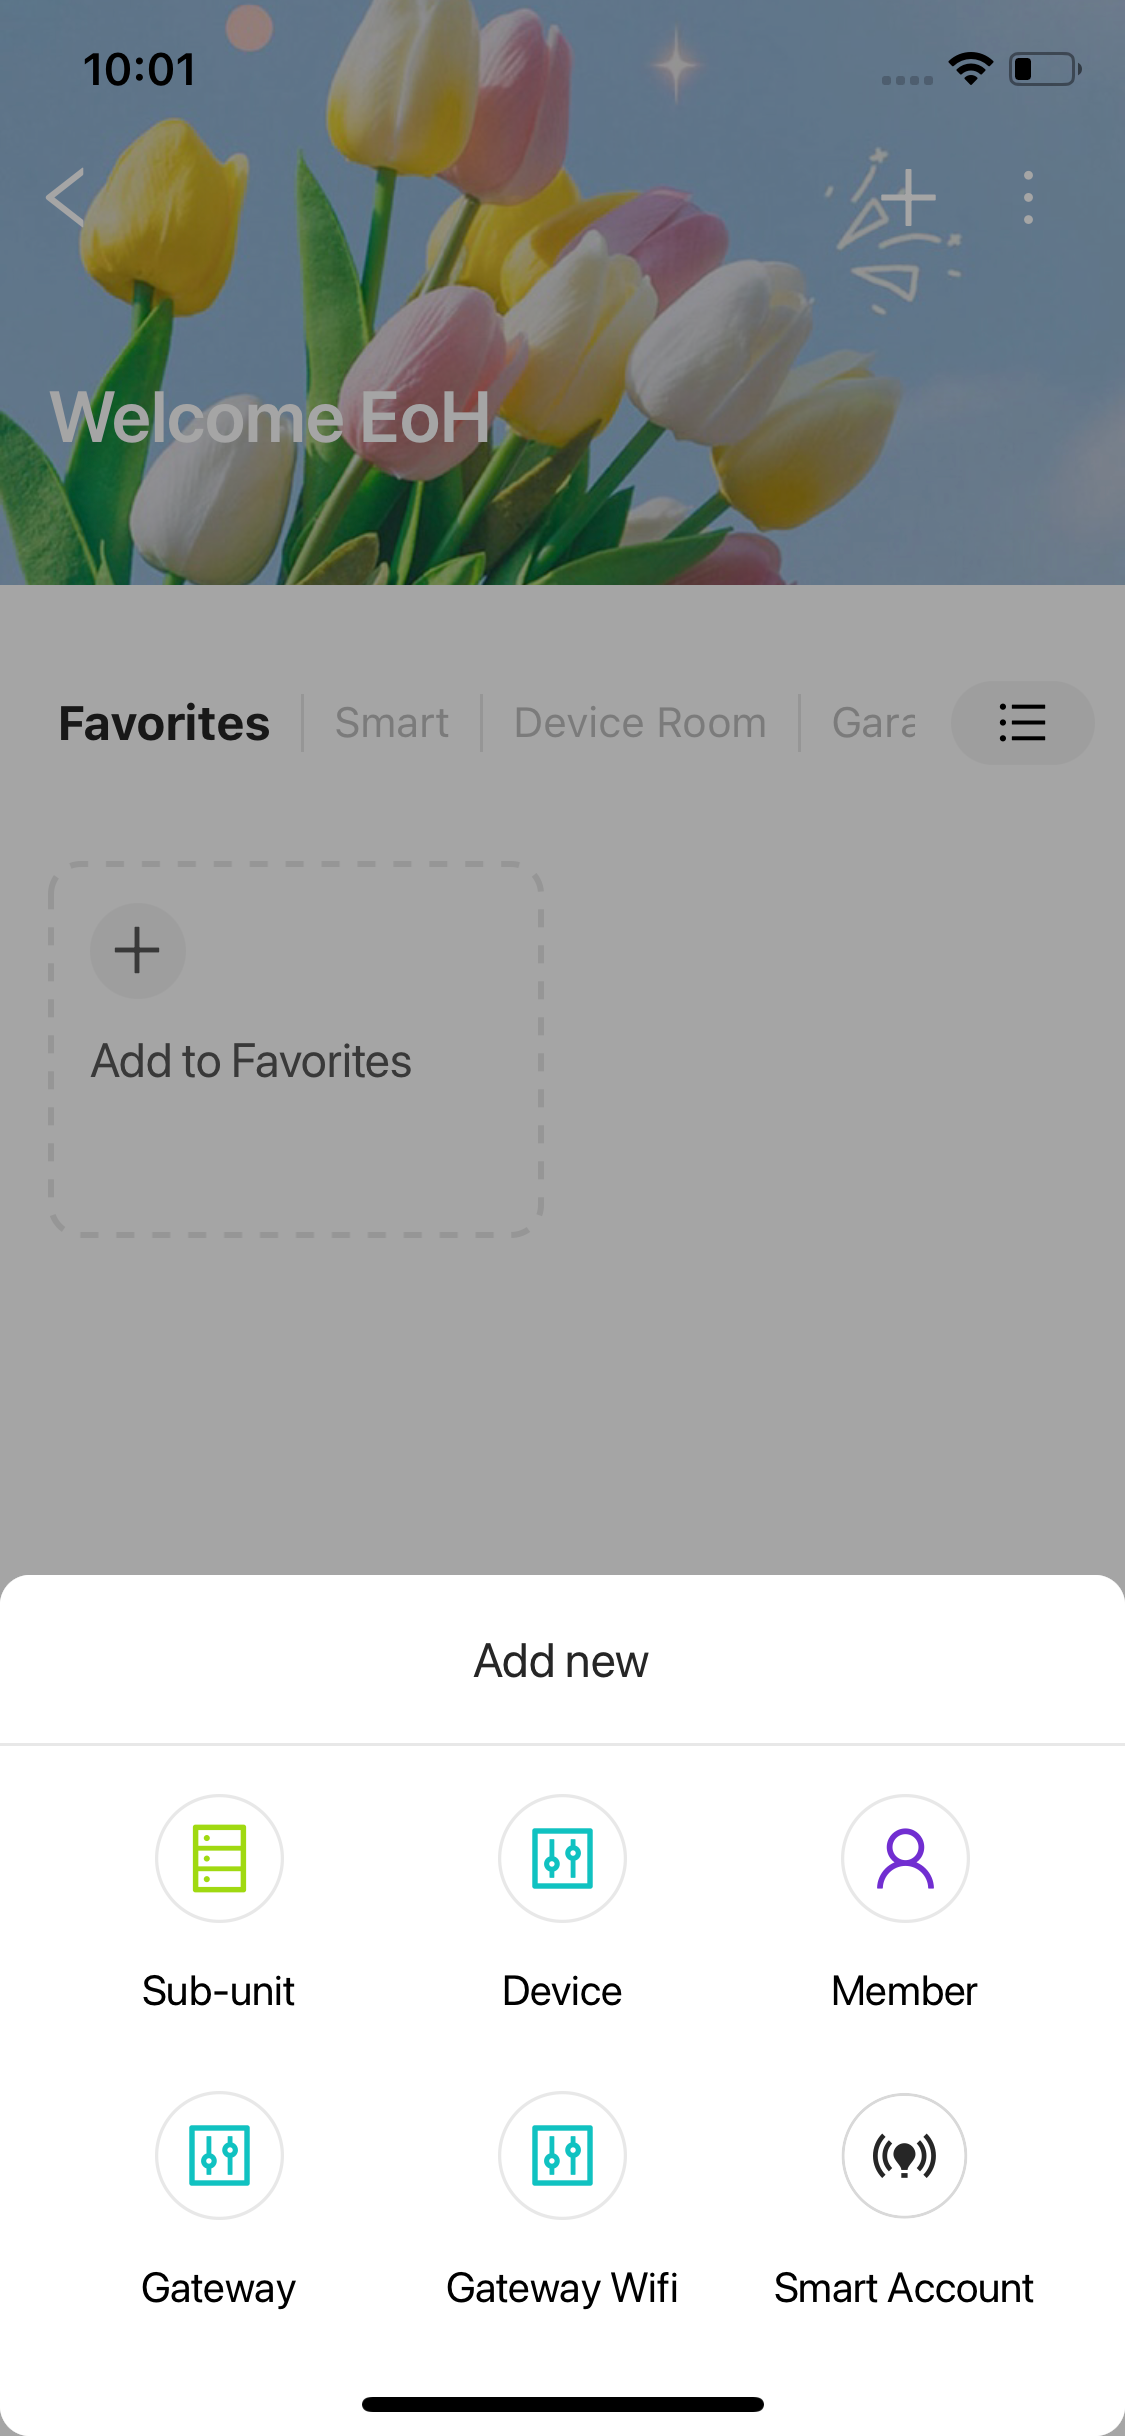 10:01
Welcome EoH
Favorites
Smart
Device Room
Gara
Add to Favorites
Add new
Sub-unit
Device
Member
Gateway
Gateway Wifi
Smart Account